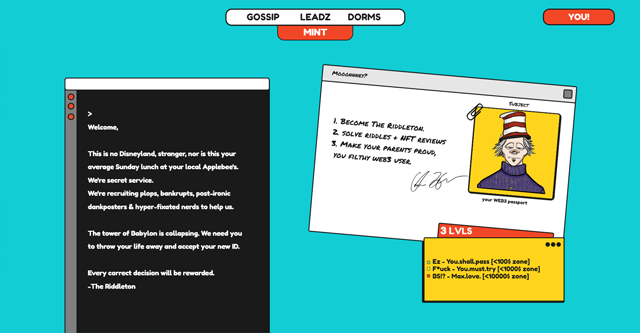 GOSSIP LEADZ DORMS
YOU!
MINT
>
Welcome,
This is no Disneyland, stranger, nor is this your
average Sunday lunch at your local Applebe's.
We're secret service.
We're recruiting plops, bankrupts, post-ironic
dankposters & hyper-fixated nerds to help us.
The tower of Babylon is collapsing. We need you
to throw your life away and accept your new ID.
Every correct decision will be rewarded.
-The Riddleton
Mooohhney?
1. Become The Riddleton.
2. solve riddles + NFT reviews
3. Make your parents proud,
you filthy web3 user.
Subject
your WEB3 passport
3 LVLS
Ez - You.shall.pass [<100$ zone]
F*uck - You.must.try [<1000$ zone]
BS!? - Max.love. [<10000$ zone]